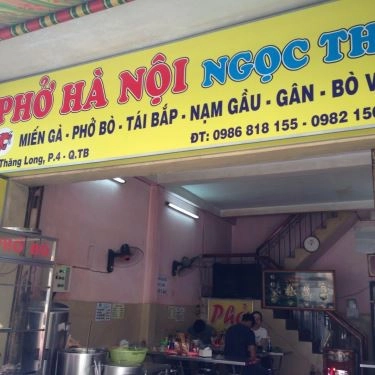 PHỞ HÀ NỘI NGỌC TH
MIẾN GÀ - PHỞ BÒ - TÁI BẮP - NẠM GẦU - GÂN - BÒ V
ĐT: 0986 818 155 - 0982 150
Thăng Long, P.4 - Q.TB
Phở